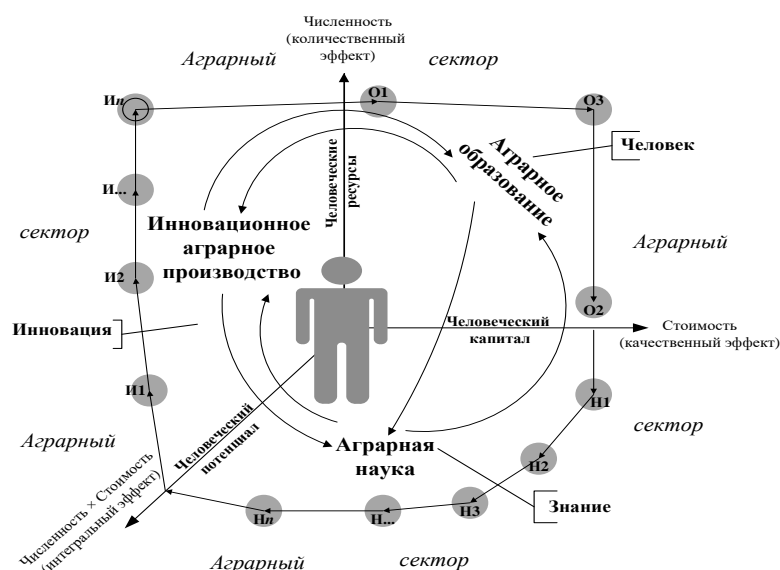 Численность
(количественный
эффект)
Аграрный
сектор
Иn
О1
О3
Аграрное
образование
Человек
Человеческие
ресурсы
И...
Инновационное
аграрное
производство
сектор
Аграрный
И2
О2
Инновация
Человеческий
капитал
Стоимость
(качественный эффект)
И1
Н1
Аграрный
сектор
Человеческий
потенциал
Аграрная
наука
Н2
Численность × Стоимость
(интегральный эффект)
Нn
Н...
Н3
Знание
Аграрный
сектор